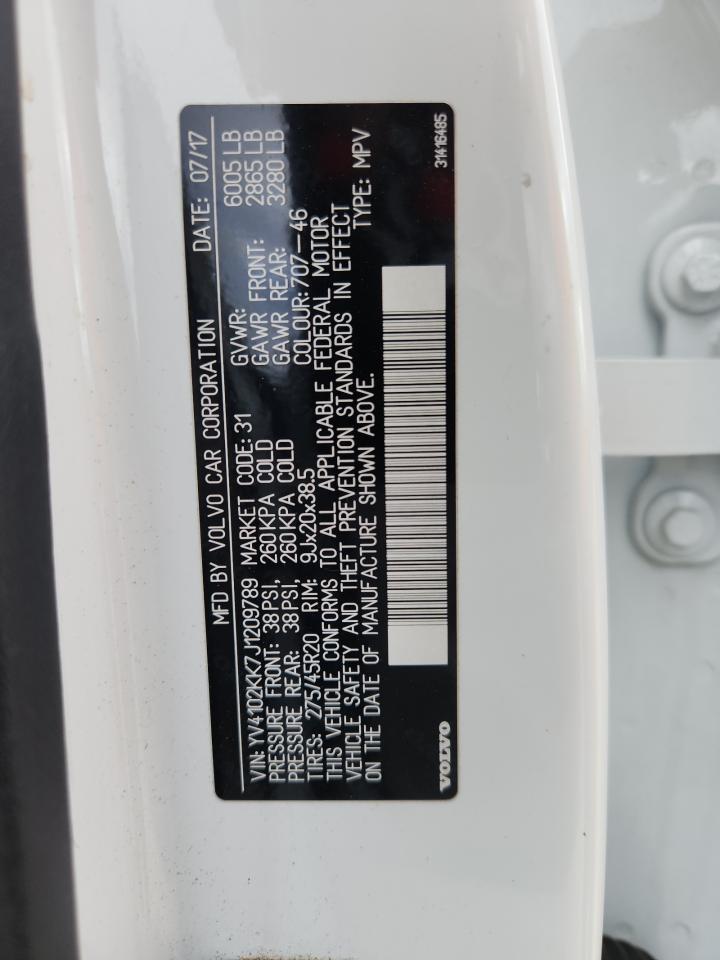 MFD BY VOLVO CAR CORPORATION DATE: 07/17
VIN: YV4102KK7J1209789 MARKET CODE: 31 GVWR: 6005 LB
PRESSURE FRONT: 38PSI, 260KPA COLD GAWR FRONT: 2865 LB
PRESSURE REAR: 38PSI, 260KPA COLD GAWR REAR: 3280 LB
TIRES: 275/45R20 RIM: 9Jx20x38.5 COLOUR: 707-46
THIS VEHICLE CONFORMS TO ALL APPLICABLE FEDERAL MOTOR
VEHICLE SAFETY AND THEFT PREVENTION STANDARDS IN EFFECT
ON THE DATE OF MANUFACTURE SHOWN ABOVE. TYPE: MPV
VOLVO 31416485